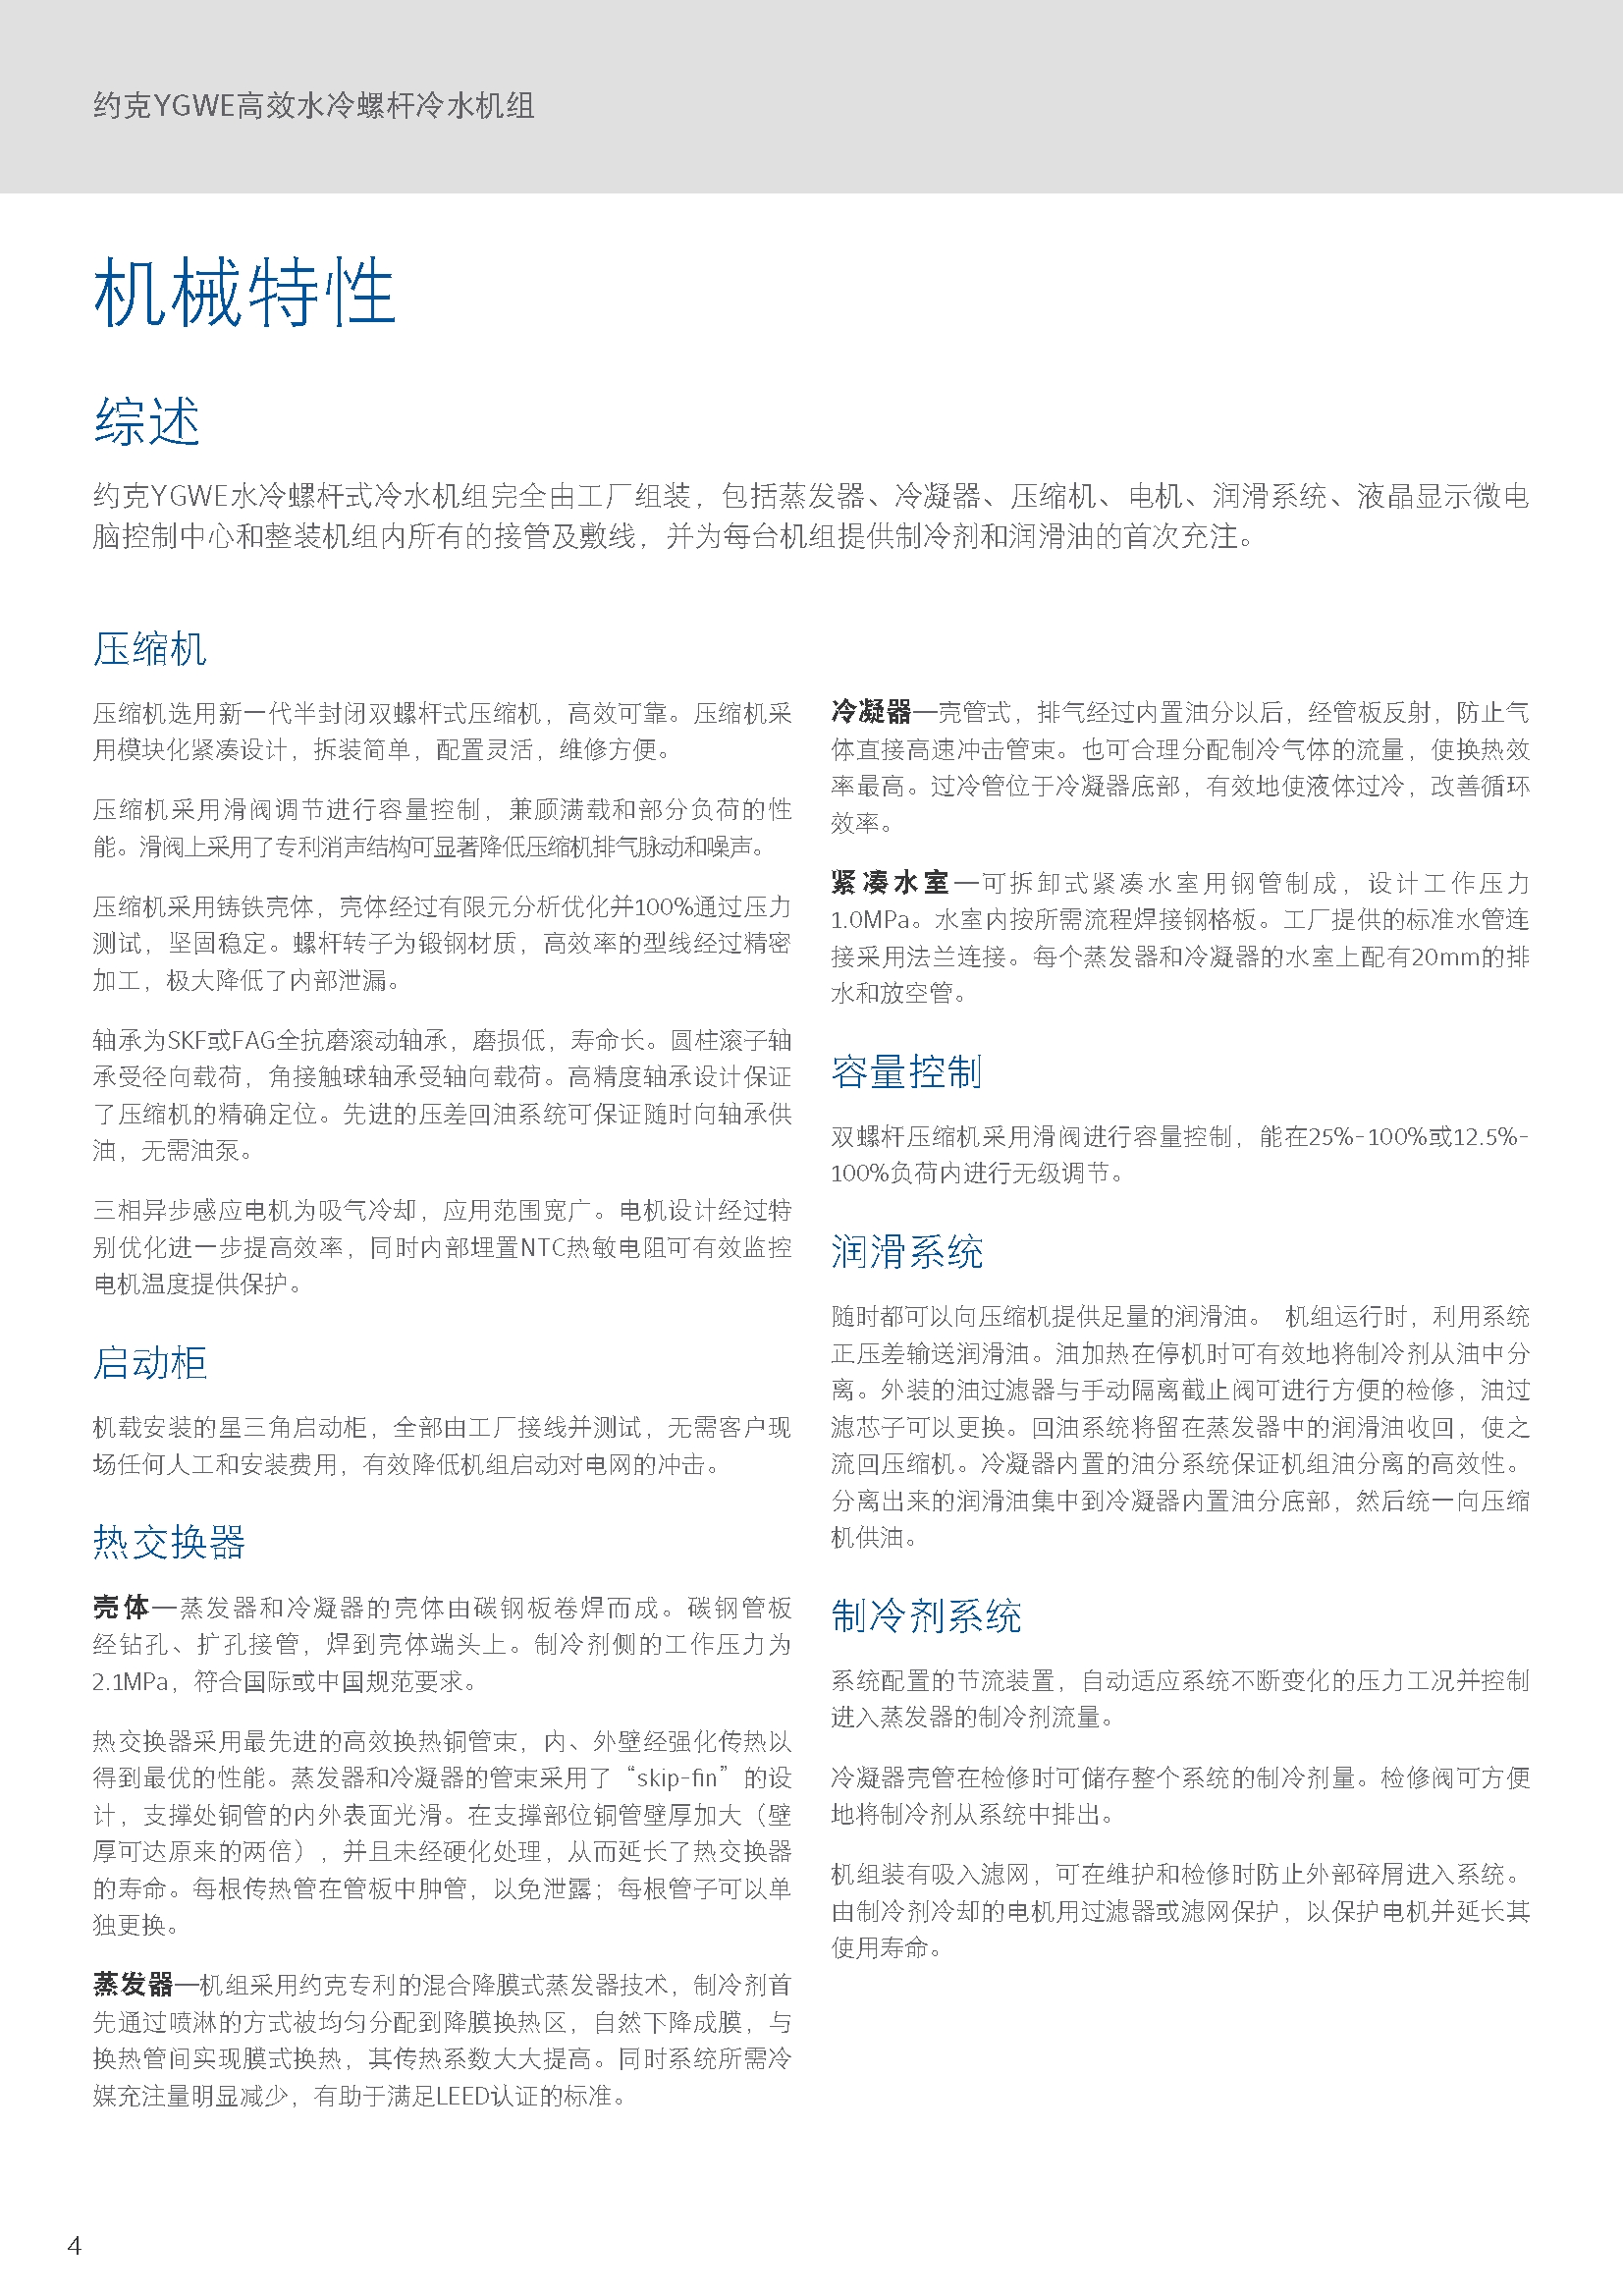 约克YGWE高效水冷螺杆冷水机组
机械特性
综述
约克YGWE水冷螺杆式冷水机组完全由工厂组装，包括蒸发器、冷凝器、压缩机、电机、润滑系统、液晶显示微电
脑控制中心和整装机组内所有的接管及敷线，并为每台机组提供制冷剂和润滑油的首次充注。
压缩机
压缩机选用新一代半封闭双螺杆式压缩机，高效可靠。压缩机采
用模块化紧凑设计，拆装简单，配置灵活，维修方便。
压缩机采用滑阀调节进行容量控制，兼顾满载和部分负荷的性
能。滑阀上采用了专利消声结构可显著降低压缩机排气脉动和噪声。
压缩机采用铸铁壳体，壳体经过有限元分析优化并100%通过压力
测试，坚固稳定。螺杆转子为锻钢材质，高效率的型线经过精密
加工，极大降低了内部泄漏。
轴承为SKF或FAG全抗磨滚动轴承，磨损低，寿命长。圆柱滚子轴
承受径向载荷，角接触球轴承受轴向载荷。高精度轴承设计保证
了压缩机的精确定位。先进的压差回油系统可保证随时向轴承供
油，无需油泵。
三相异步感应电机为吸气冷却，应用范围宽广。电机设计经过特
别优化进一步提高效率，同时内部埋置NTC热敏电阻可有效监控
电机温度提供保护。
启动柜
机载安装的星三角启动柜，全部由工厂接线并测试，无需客户现
场任何人工和安装费用，有效降低机组启动对电网的冲击。
热交换器
壳体—蒸发器和冷凝器的壳体由碳钢板卷焊而成。碳钢管板
经钻孔、扩孔接管，焊到壳体端头上。制冷剂侧的工作压力为
2.1MPa，符合国际或中国规范要求。
热交换器采用最先进的高效换热铜管束，内、外壁经强化传热以
得到最优的性能。蒸发器和冷凝器的管束采用了“skip-fin”的设
计，支撑处铜管的内外表面光滑。在支撑部位铜管壁厚加大（壁
厚可达原来的两倍），并且未经硬化处理，从而延长了热交换器
的寿命。每根传热管在管板中肿管，以免泄露；每根管子可以单
独更换。
蒸发器—机组采用约克专利的混合降膜式蒸发器技术，制冷剂首
先通过喷淋的方式被均匀分配到降膜换热区，自然下降成膜，与
换热管间实现膜式换热，其传热系数大大提高。同时系统所需冷
媒充注量明显减少，有助于满足LEED认证的标准。
冷凝器—壳管式，排气经过内置油分以后，经管板反射，防止气
体直接高速冲击管束。也可合理分配制冷气体的流量，使换热效
率最高。过冷管位于冷凝器底部，有效地使液体过冷，改善循环
效率。
紧凑水室—可拆卸式紧凑水室用钢管制成，设计工作压力
1.0MPa。水室内按所需流程焊接钢格板。工厂提供的标准水管连
接采用法兰连接。每个蒸发器和冷凝器的水室上配有20mm的排
水和放空管。
容量控制
双螺杆压缩机采用滑阀进行容量控制，能在25%-100%或12.5%-
100%负荷内进行无级调节。
润滑系统
随时都可以向压缩机提供足量的润滑油。 机组运行时，利用系统
正压差输送润滑油。油加热在停机时可有效地将制冷剂从油中分
离。外装的油过滤器与手动隔离截止阀可进行方便的检修，油过
滤芯子可以更换。回油系统将留在蒸发器中的润滑油收回，使之
流回压缩机。冷凝器内置的油分系统保证机组油分离的高效性。
分离出来的润滑油集中到冷凝器内置油分底部，然后统一向压缩
机供油。
制冷剂系统
系统配置的节流装置，自动适应系统不断变化的压力工况并控制
进入蒸发器的制冷剂流量。
冷凝器壳管在检修时可储存整个系统的制冷剂量。检修阀可方便
地将制冷剂从系统中排出。
机组装有吸入滤网，可在维护和检修时防止外部碎屑进入系统。
由制冷剂冷却的电机用过滤器或滤网保护，以保护电机并延长其
使用寿命。
4